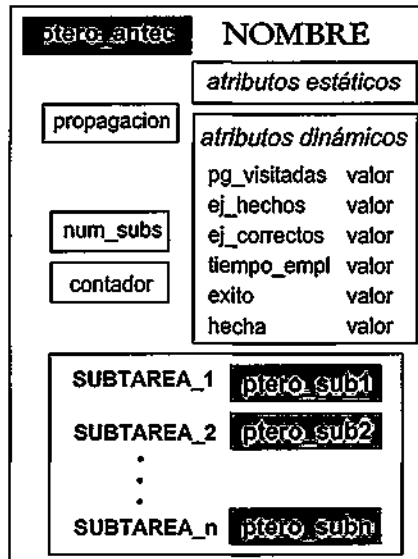 ptero_antec NOMBRE
atributos estáticos
propagacion
atributos dinámicos
pg_visitadas valor
ej_hechos valor
num_subs
ej_correctos valor
tiempo_empl valor
contador
exito valor
hecha valor
SUBTAREA_1 ptero_sub1
SUBTAREA_2 ptero_sub2
SUBTAREA_n ptero_subn